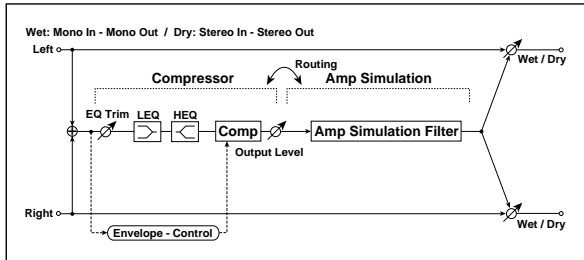 Wet: Mono In - Mono Out / Dry: Stereo In - Stereo Out
Left
Wet / Dry
Routing
Compressor
Amp Simulation
EQ Trim
LEQ
HEQ
Comp
Amp Simulation Filter
Output Level
Right
Wet / Dry
Envelope - Control